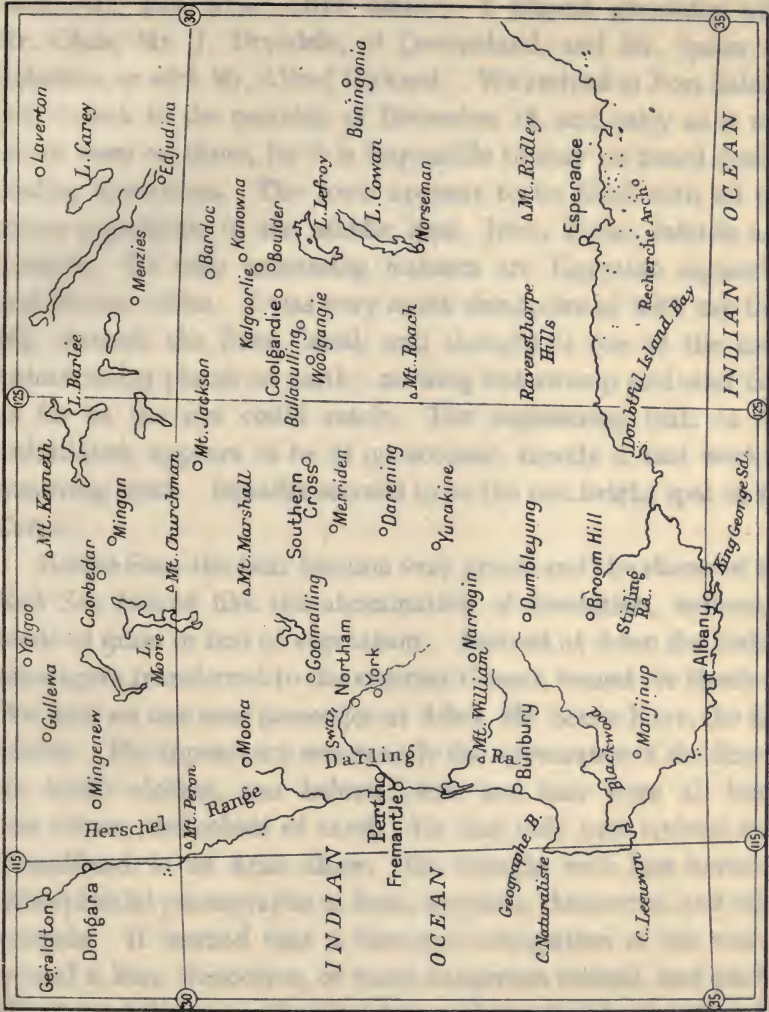 Yalgoo
Laverton
Geraldton
Gullewa
Mt. Kenneth
L. Barlee
L. Carey
Dongara
Mingenew
Coorbedar
Mingan
Menzies
Edjudina
115
Herschel
L. Moore
125
30
Mt. Peron
Mt. Churchman
Mt. Jackson
Bardoc
30
Range
Moora
Mt. Marshall
Kalgoorlie
Kanowna
Boulder
Coolgardie
Goomalling
Southern
Cross
Bullabulling
Woolgangie
L. Lefroy
INDIAN
Swan
Northam
Merriden
Buningonia
York
L. Cowan
Perth
Darling
Darening
Mt. Roach
Norseman
Fremantle
OCEAN
Yurakine
Mt. William
Narrogin
Ra.
Geographe B.
Bunbury
Dumbleyung
Ravensthorpe
Hills
Mt. Ridley
C. Naturaliste
Blackwood
Broom Hill
Esperance
Stirling
Ra.
Manjinup
C. Leeuwin
Doubtful Island Bay
Recherche Arch.
Albany
King George Sd.
35
115
125
35
INDIAN OCEAN